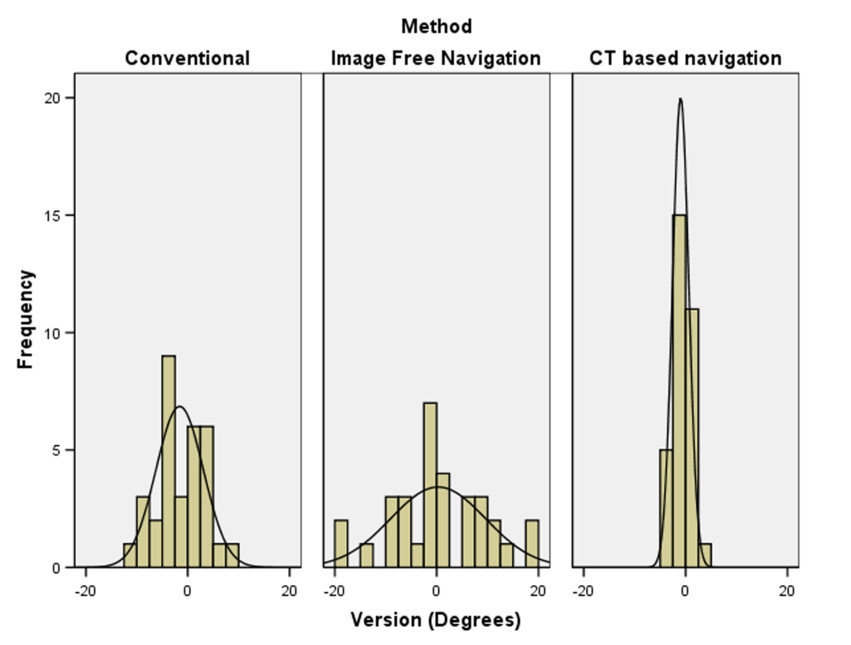 Method
Conventional
Image Free Navigation
CT based navigation
Frequency
20
15
10
5
0
-20 0 20
-20 0 20
-20 0 20
Version (Degrees)